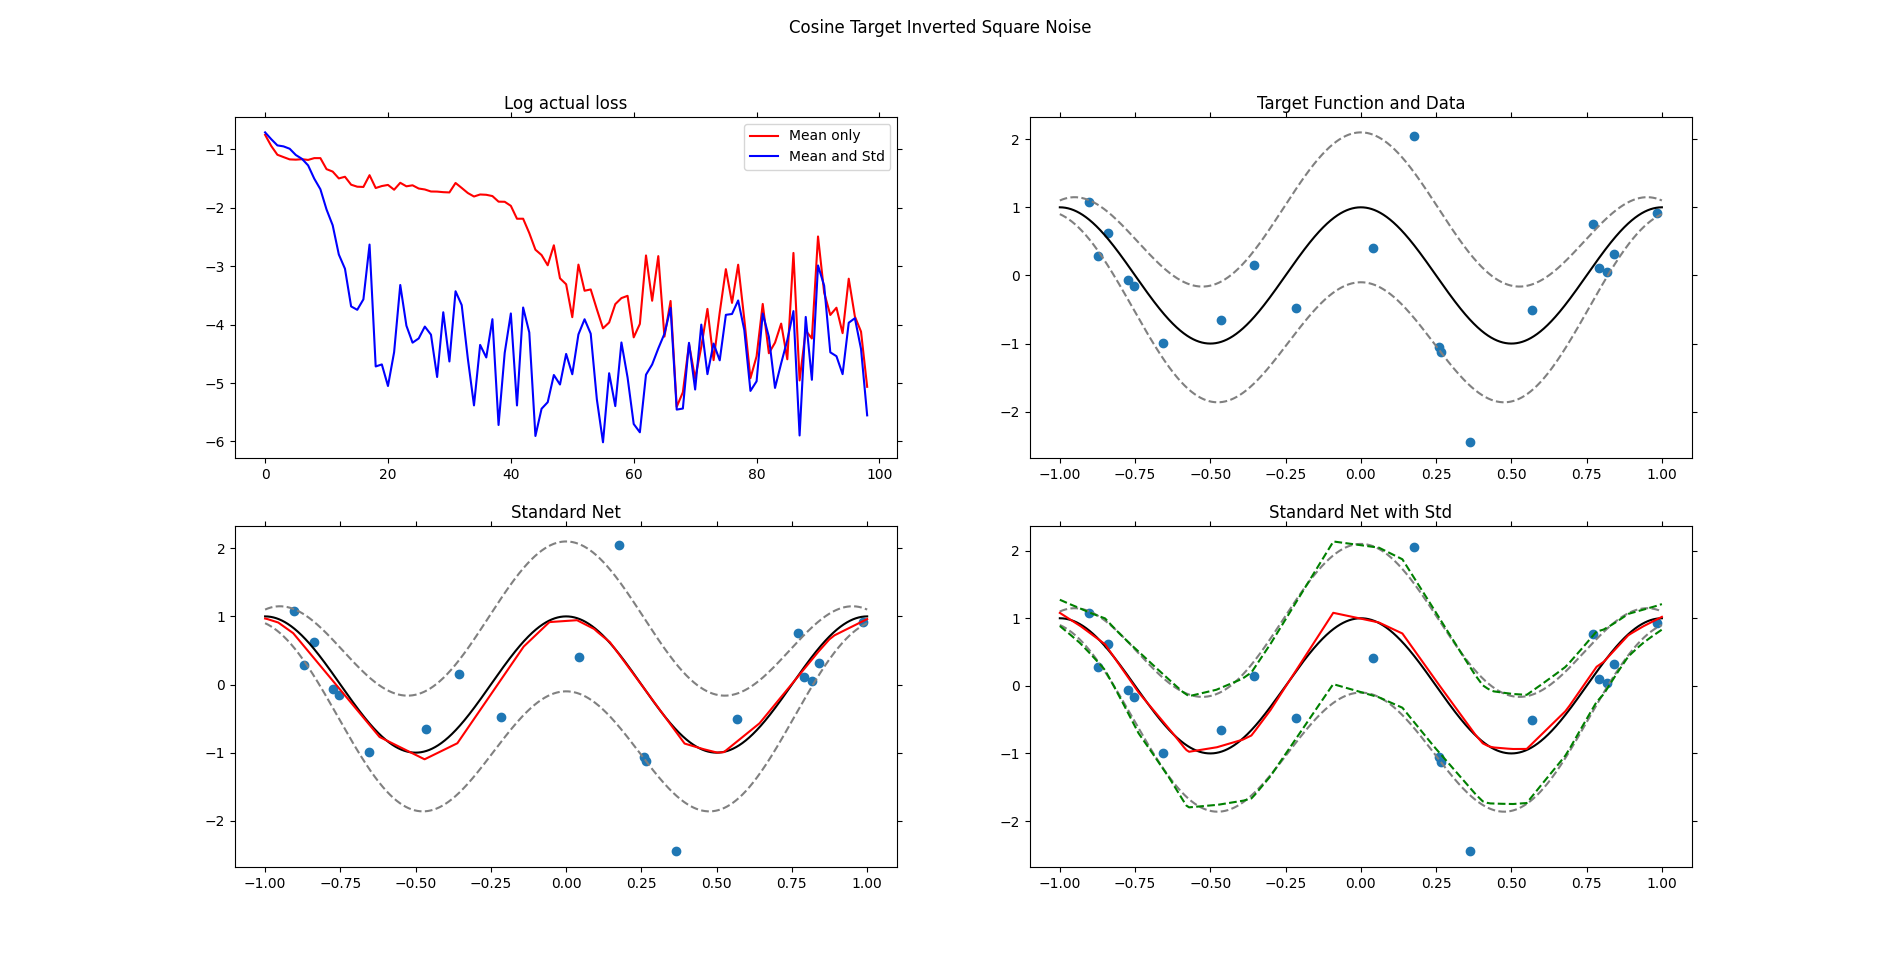 Cosine Target Inverted Square Noise
Log actual loss
−1
−2
−3
−4
−5
−6
0 20 40 60 80 100
Mean only
Mean and Std
Target Function and Data
2
1
0
−1
−2
−1.00 −0.75 −0.50 −0.25 0.00 0.25 0.50 0.75 1.00
Standard Net
2
1
0
−1
−2
−1.00 −0.75 −0.50 −0.25 0.00 0.25 0.50 0.75 1.00
Standard Net with Std
2
1
0
−1
−2
−1.00 −0.75 −0.50 −0.25 0.00 0.25 0.50 0.75 1.00